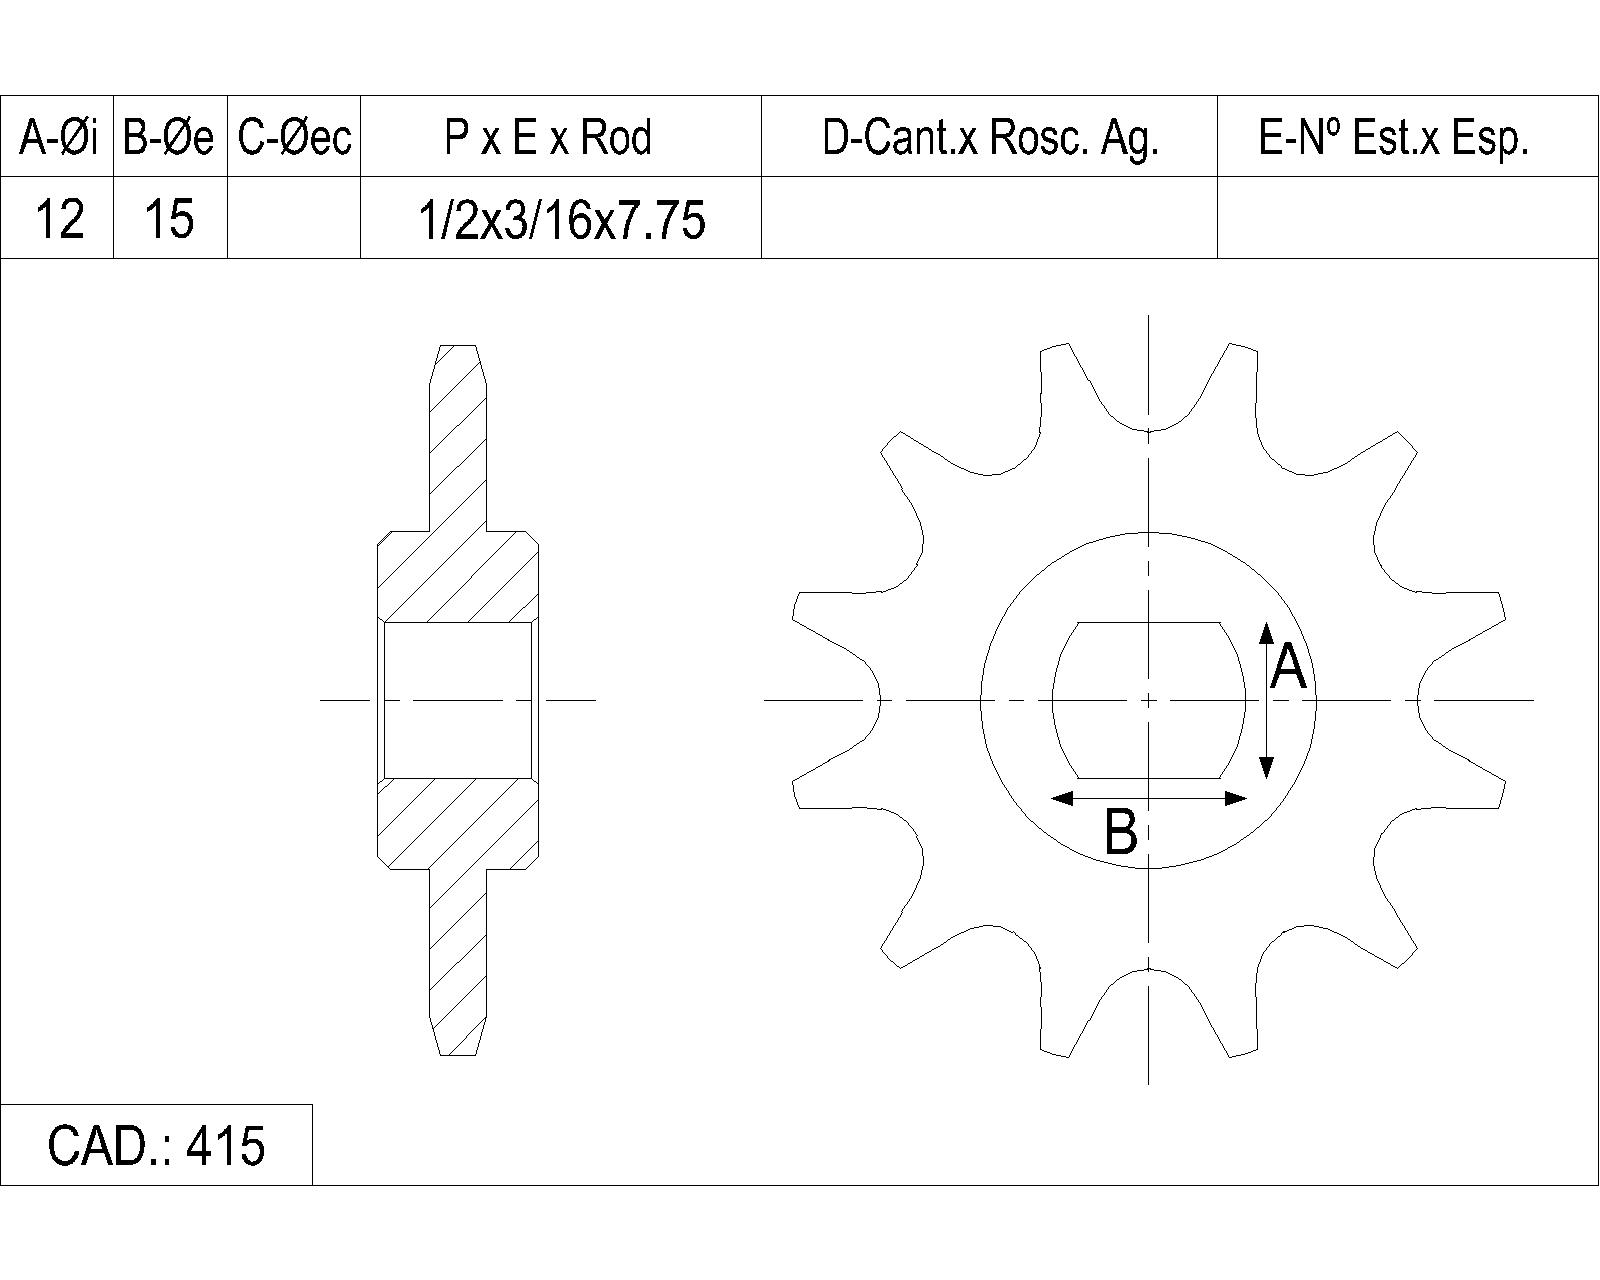 A-Øi B-Øe C-Øec P x E x Rod D-Cant.x Rosc. Ag. E-Nº Est.x Esp.
12 15 1/2x3/16x7.75
A
B
CAD.: 415